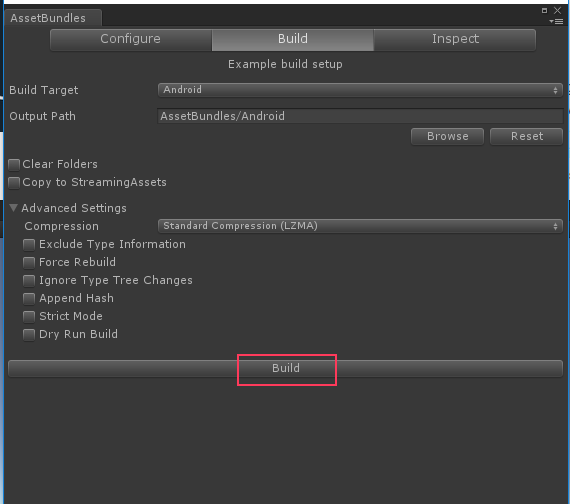 AssetBundles
Configure Build Inspect
Example build setup
Build Target Android
Output Path AssetBundles/Android
Browse Reset
Clear Folders
Copy to StreamingAssets
Advanced Settings
Compression Standard Compression (LZMA)
Exclude Type Information
Force Rebuild
Ignore Type Tree Changes
Append Hash
Strict Mode
Dry Run Build
Build